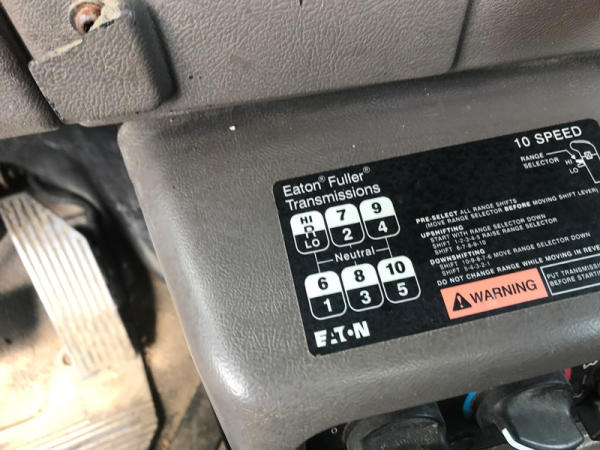 10 SPEED
RANGE
SELECTOR
HI
LO
Eaton® Fuller®
Transmissions
HI 7 9
R 2 4
LO
Neutral
6 8 10
1 3 5
EATON
PRE-SELECT ALL RANGE SHIFTS
(MOVE RANGE SELECTOR BEFORE MOVING SHIFT LEVER)
UPSHIFTING
START WITH RANGE SELECTOR DOWN
SHIFT 1-2-3-4-5 RAISE RANGE SELECTOR
SHIFT 6-7-8-9-10
DOWNSHIFTING
SHIFT 10-9-8-7-6 MOVE RANGE SELECTOR DOWN
SHIFT 5-4-3-2-1
DO NOT CHANGE RANGE WHILE MOVING IN REVE
WARNING
PUT TRANSMISS
BEFORE STARTIN